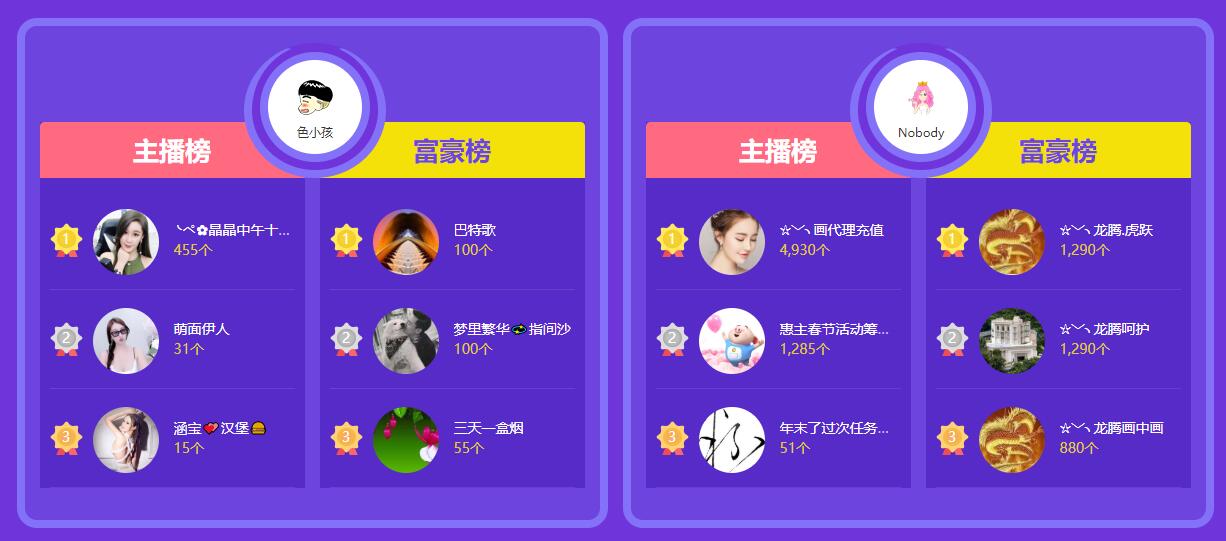 色小孩
主播榜
富豪榜
1
丶ペ✿晶晶中午十...
455个
1
巴特歌
100个
2
萌面伊人
31个
2
梦里繁华💫指间沙
100个
3
涵宝💕汉堡🍔
15个
3
三天一盒烟
55个
Nobody
主播榜
富豪榜
1
☆﹀╮画代理充值
4,930个
1
☆﹀╮龙腾.虎跃
1,290个
2
惠主春节活动筹...
1,285个
2
☆﹀╮龙腾呵护
1,290个
3
年末了过次任务...
51个
3
☆﹀╮龙腾画中画
880个